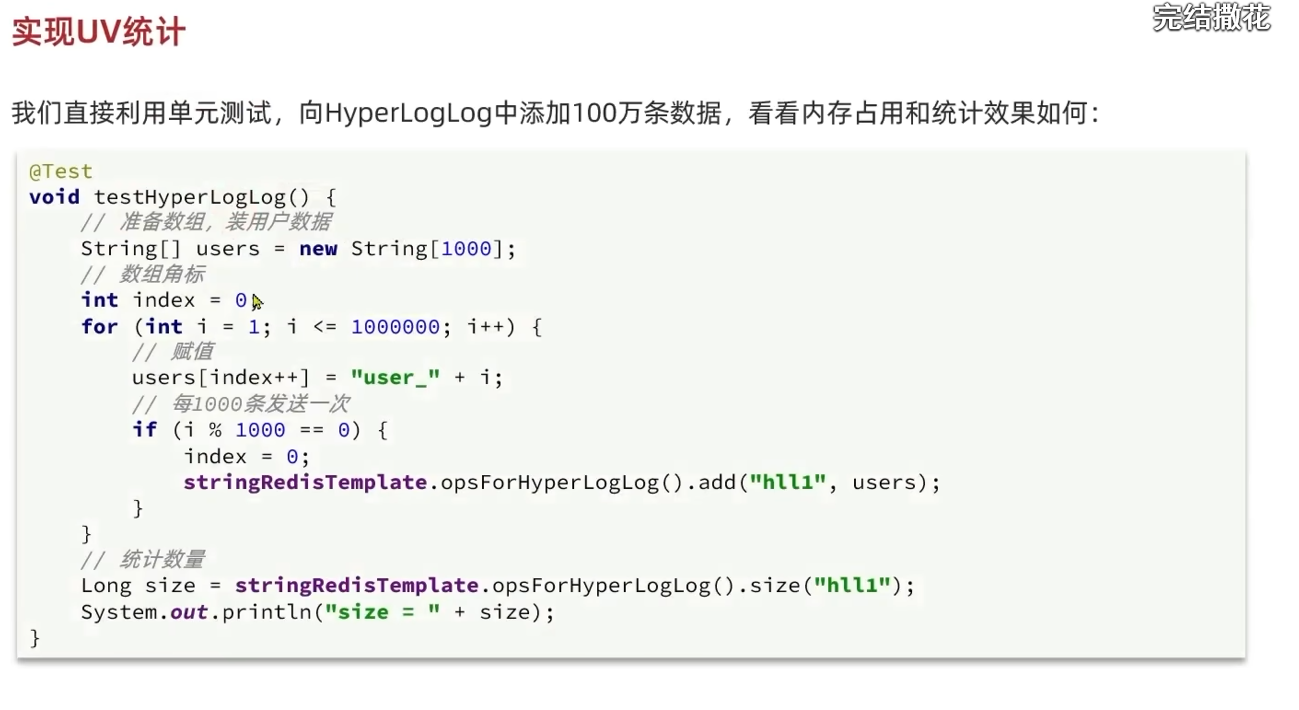 实现UV统计
完结撒花
我们直接利用单元测试，向HyperLogLog中添加100万条数据，看看内存占用和统计效果如何：
@Test
void testHyperLogLog() {
    // 准备数组，装用户数据
    String[] users = new String[1000];
    // 数组角标
    int index = 0;
    for (int i = 1; i <= 1000000; i++) {
        // 赋值
        users[index++] = "user_" + i;
        // 每1000条发送一次
        if (i % 1000 == 0) {
            index = 0;
            stringRedisTemplate.opsForHyperLogLog().add("hll1", users);
        }
    }
    // 统计数量
    Long size = stringRedisTemplate.opsForHyperLogLog().size("hll1");
    System.out.println("size = " + size);
}